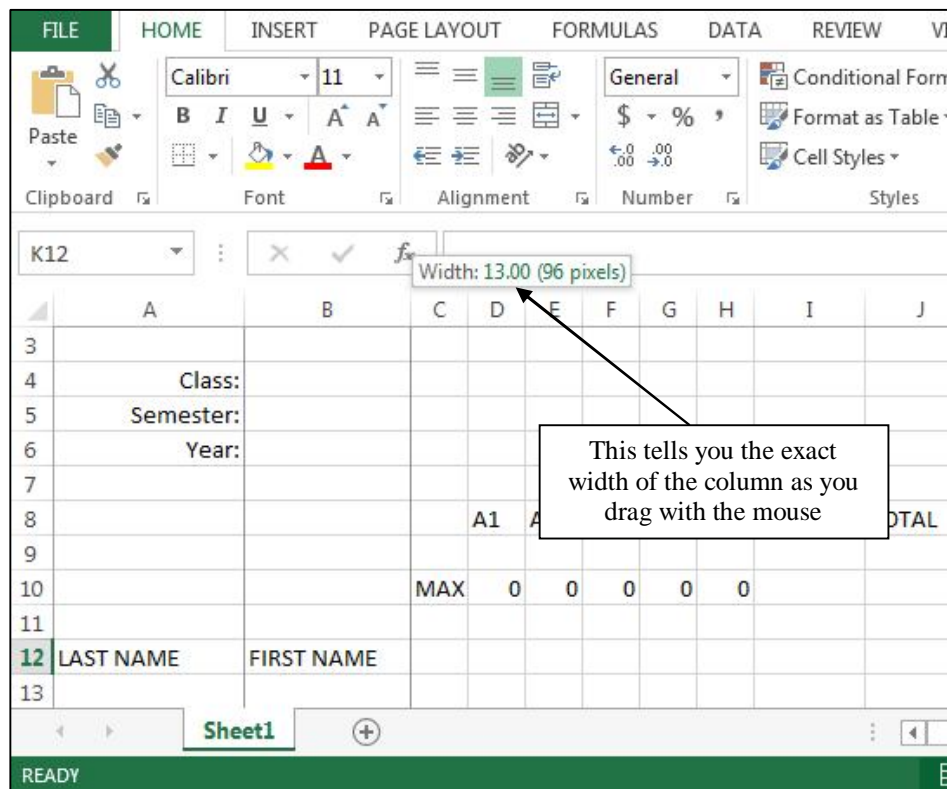 FILE HOME INSERT PAGE LAYOUT FORMULAS DATA REVIEW
Calibri 11 General Conditional Form
Paste B I U A A $ % , Format as Table
A .00 .00 Cell Styles
Clipboard Font Alignment Number Styles
K12 fx
Width: 13.00 (96 pixels)
A B C D E F G H I J
3
4 Class:
5 Semester:
6 Year:
This tells you the exact
width of the column as you
drag with the mouse
7
8 A1 A OTAL
9
10 MAX 0 0 0 0 0
11
12 LAST NAME FIRST NAME
13
Sheet1
READY